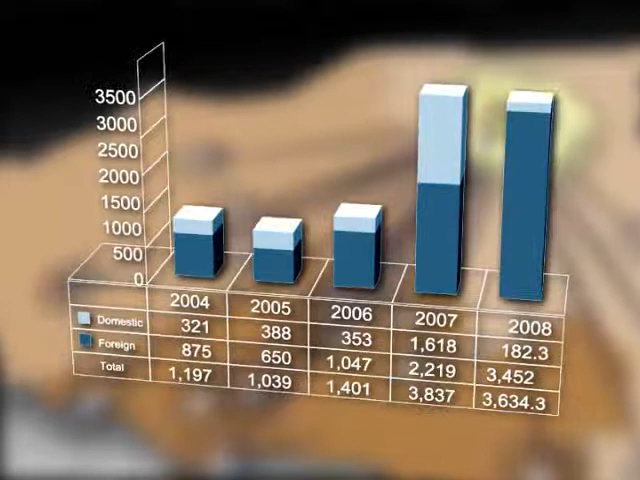 3500
3000
2500
2000
1500
1000
500
0
2004 2005 2006 2007 2008
Domestic 321 388 353 1,618 182.3
Foreign 875 650 1,047 2,219 3,452
Total 1,197 1,039 1,401 3,837 3,634.3